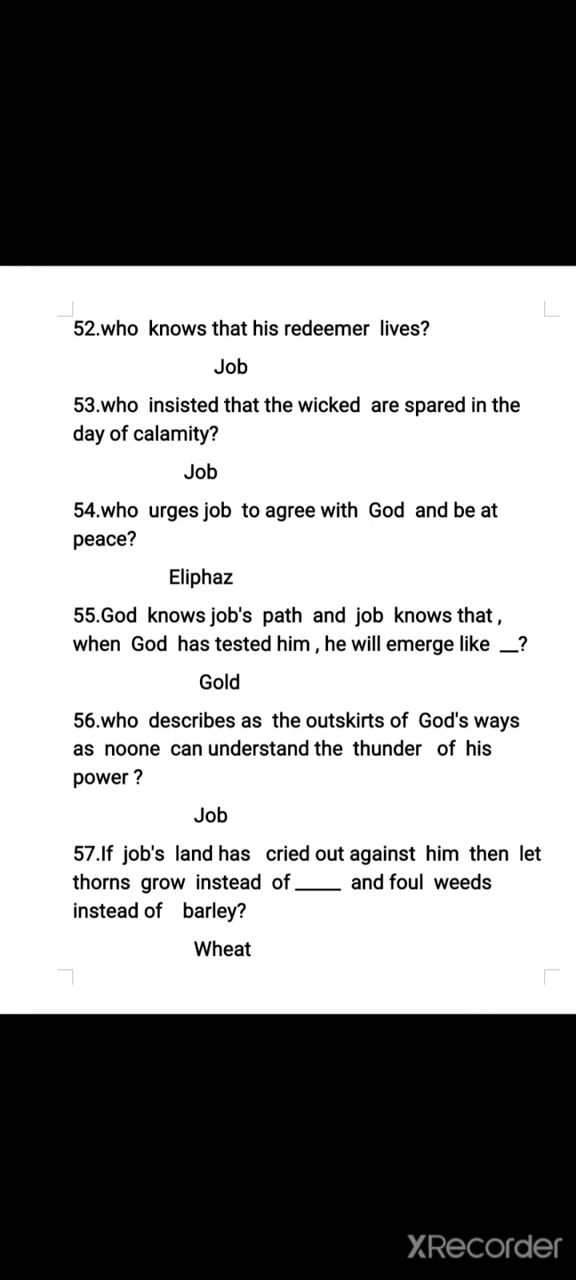 52.who knows that his redeemer lives?
Job
53.who insisted that the wicked are spared in the
day of calamity?
Job
54.who urges job to agree with God and be at
peace?
Eliphaz
55.God knows job's path and job knows that ,
when God has tested him , he will emerge like __?
Gold
56.who describes as the outskirts of God's ways
as noone can understand the thunder of his
power ?
Job
57.If job's land has cried out against him then let
thorns grow instead of ____ and foul weeds
instead of barley?
Wheat
XRecorder